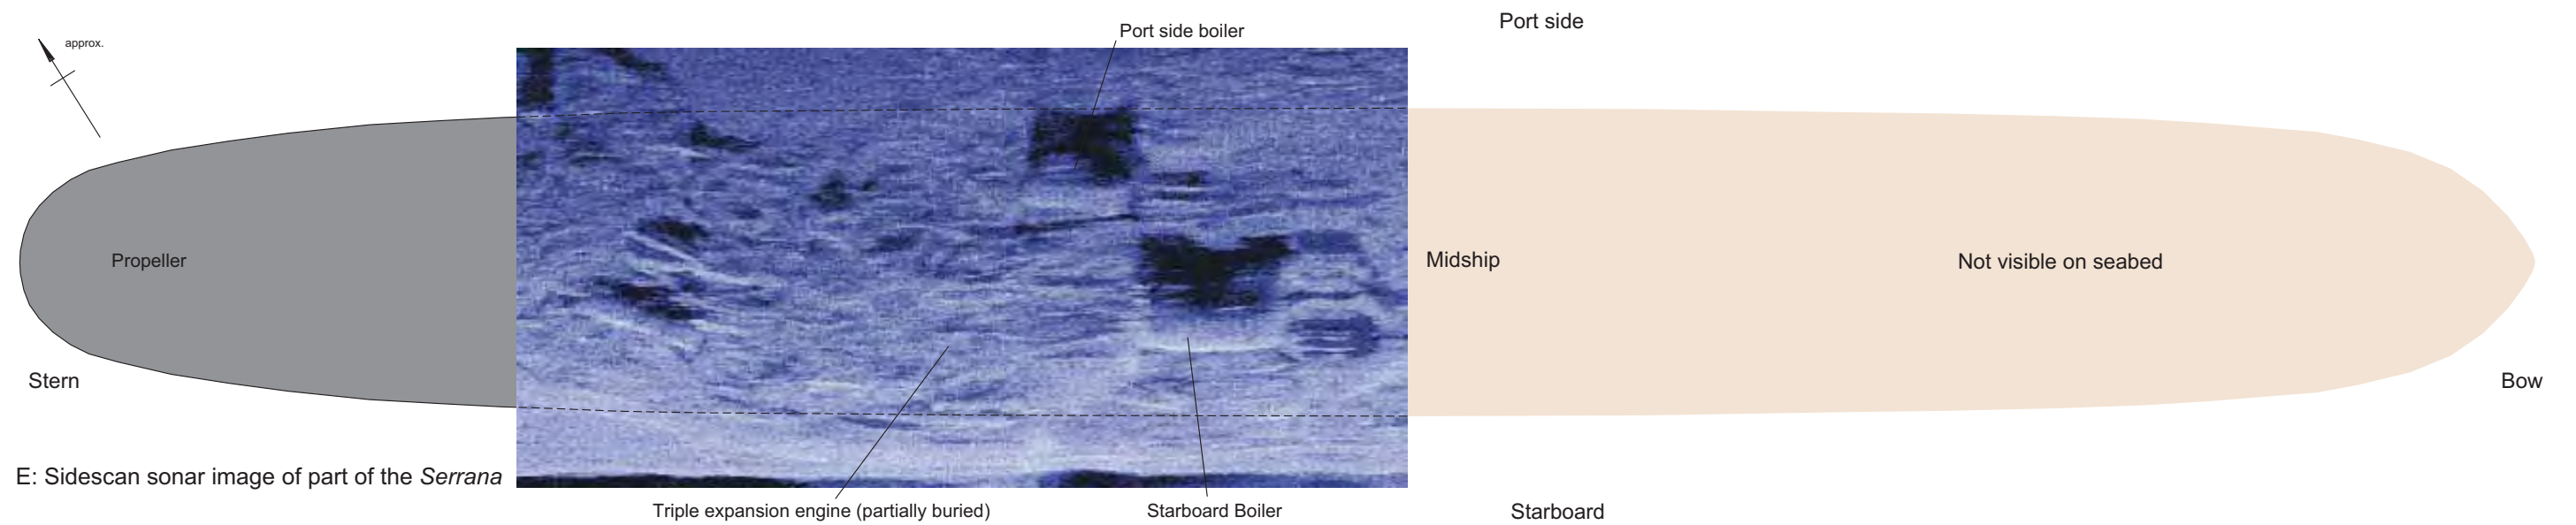 Port side
Port side boiler
approx.
Propeller
Midship
Not visible on seabed
Stern
Bow
E: Sidescan sonar image of part of the Serrana
Triple expansion engine (partially buried)
Starboard Boiler
Starboard